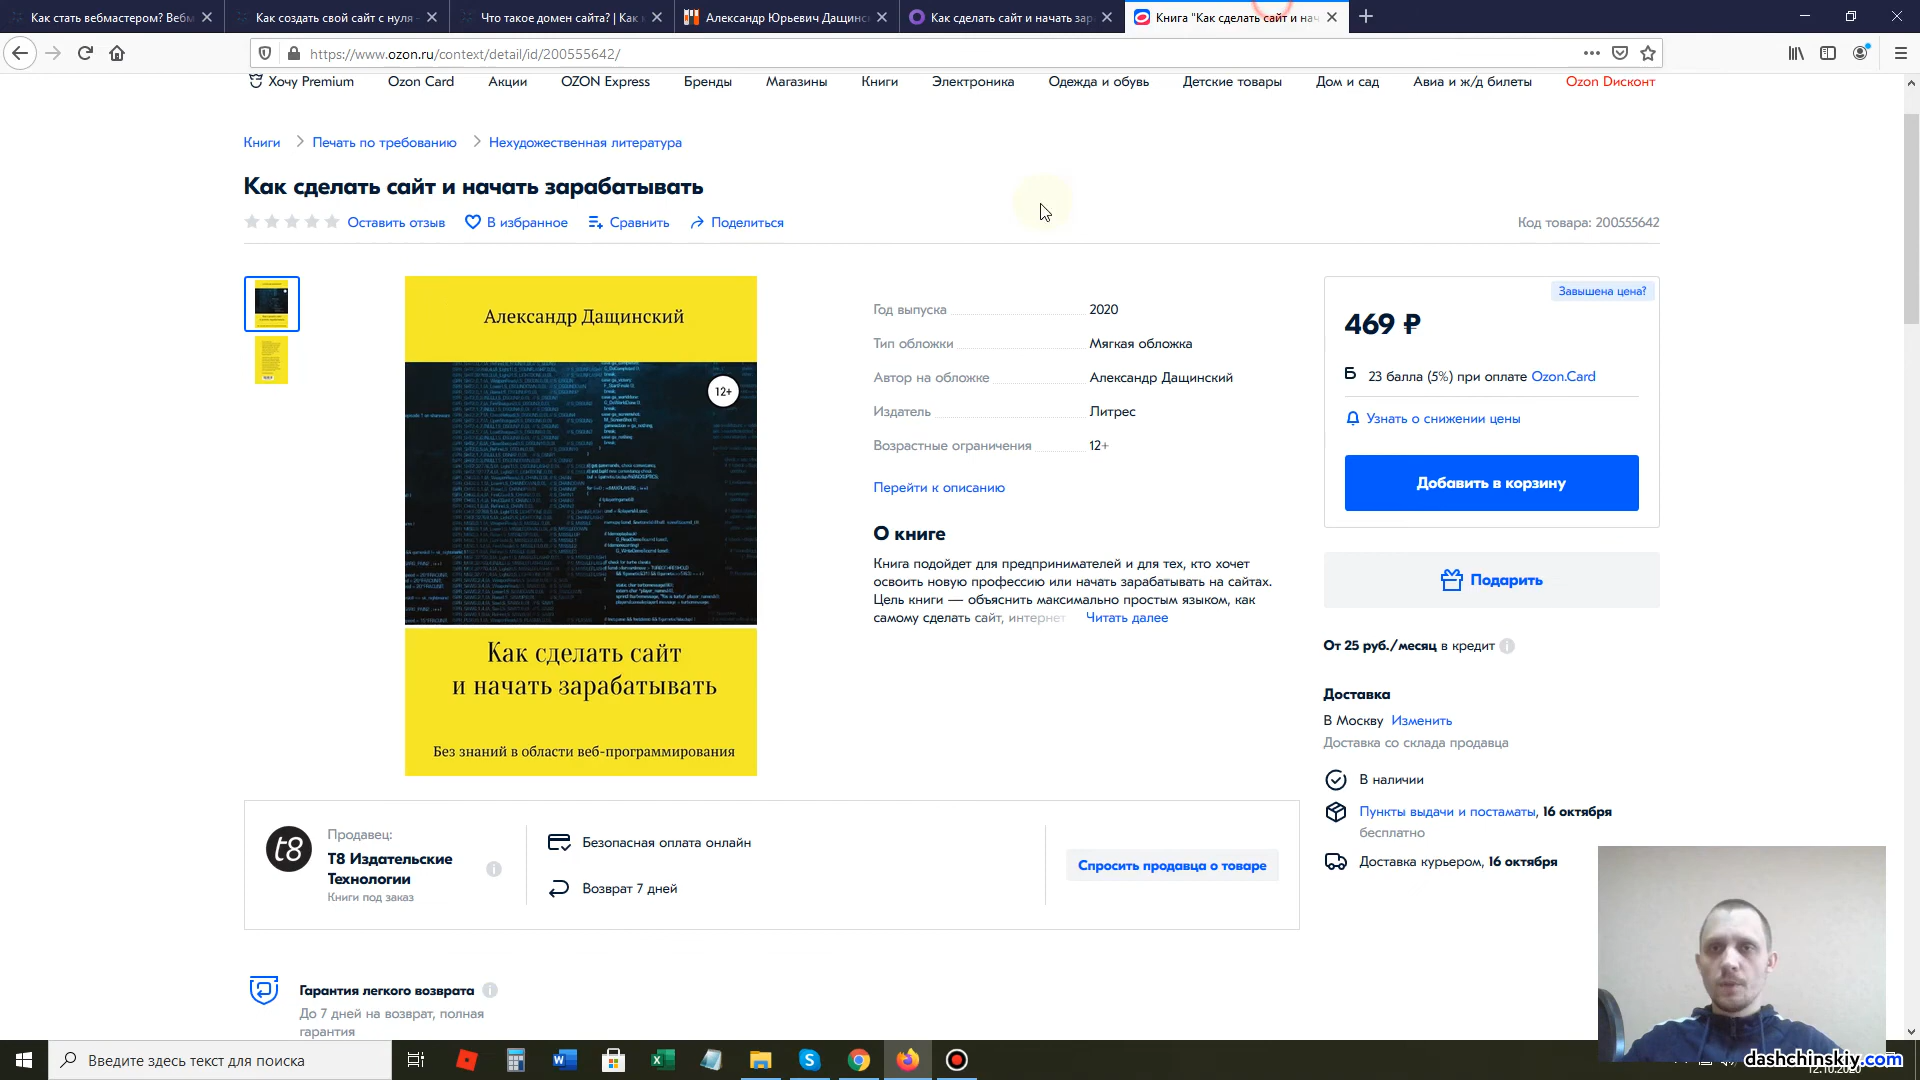 Как стать вебмастером? Вебм
Как создать свой сайт с нуля -
Что такое домен сайта? | Как
Александр Юрьевич Дащинс
Как сделать сайт и начать зар
Книга "Как сделать сайт и нач
https://www.ozon.ru/context/detail/id/200555642/
Хочу Premium
Ozon Card
Акции
OZON Express
Бренды
Магазины
Книги
Электроника
Одежда и обувь
Детские товары
Дом и сад
Авиа и ж/д билеты
Ozon Dисконт
Книги
Печать по требованию
Нехудожественная литература
Как сделать сайт и начать зарабатывать
Оставить отзыв
В избранное
Сравнить
Поделиться
Код товара: 200555642
Александр Дащинский
12+
Как сделать сайт
и начать зарабатывать
Без знаний в области веб-программирования
Год выпуска 2020
Тип обложки Мягкая обложка
Автор на обложке Александр Дащинский
Издатель Литрес
Возрастные ограничения 12+
Перейти к описанию
О книге
Книга подойдет для предпринимателей и для тех, кто хочет
освоить новую профессию или начать зарабатывать на сайтах.
Цель книги — объяснить максимально простым языком, как
самому сделать сайт, интернет Читать далее
Завышена цена?
469 ₽
Б 23 балла (5%) при оплате Ozon.Card
Узнать о снижении цены
Добавить в корзину
Подарить
От 25 руб./месяц в кредит
Доставка
В Москву Изменить
Доставка со склада продавца
В наличии
Пункты выдачи и постаматы, 16 октября
бесплатно
Доставка курьером, 16 октября
t8
Продавец:
T8 Издательские
Технологии
Книги под заказ
Безопасная оплата онлайн
Возврат 7 дней
Спросить продавца о товаре
Гарантия легкого возврата
До 7 дней на возврат, полная
гарантия
Введите здесь текст для поиска
dashchinskiy.com
12.10.2020